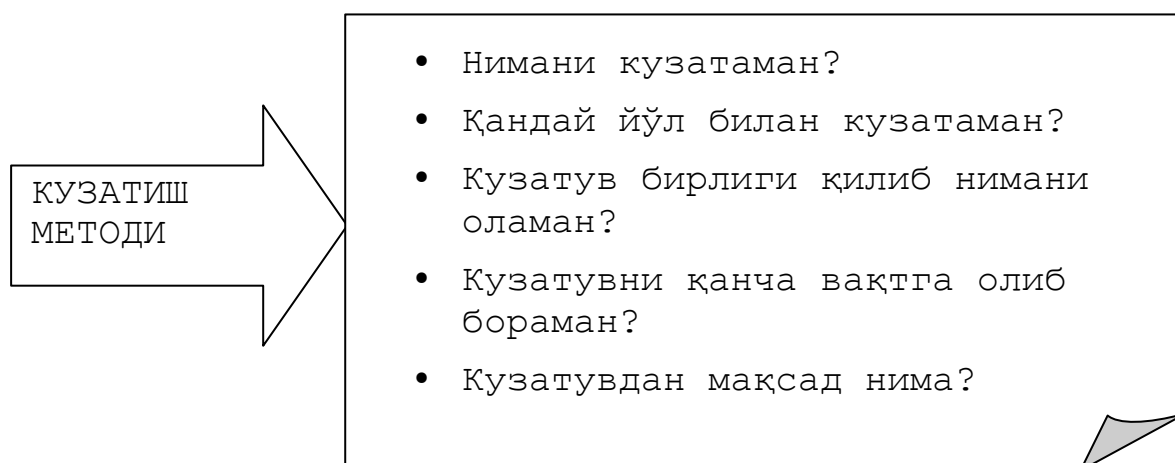 КУЗАТИШ
МЕТОДИ
• Нимани кузатаман?
• Қандай йўл билан кузатаман?
• Кузатув бирлиги қилиб нимани
оламан?
• Кузатувни қанча вақтга олиб
бораман?
• Кузатувдан мақсад нима?